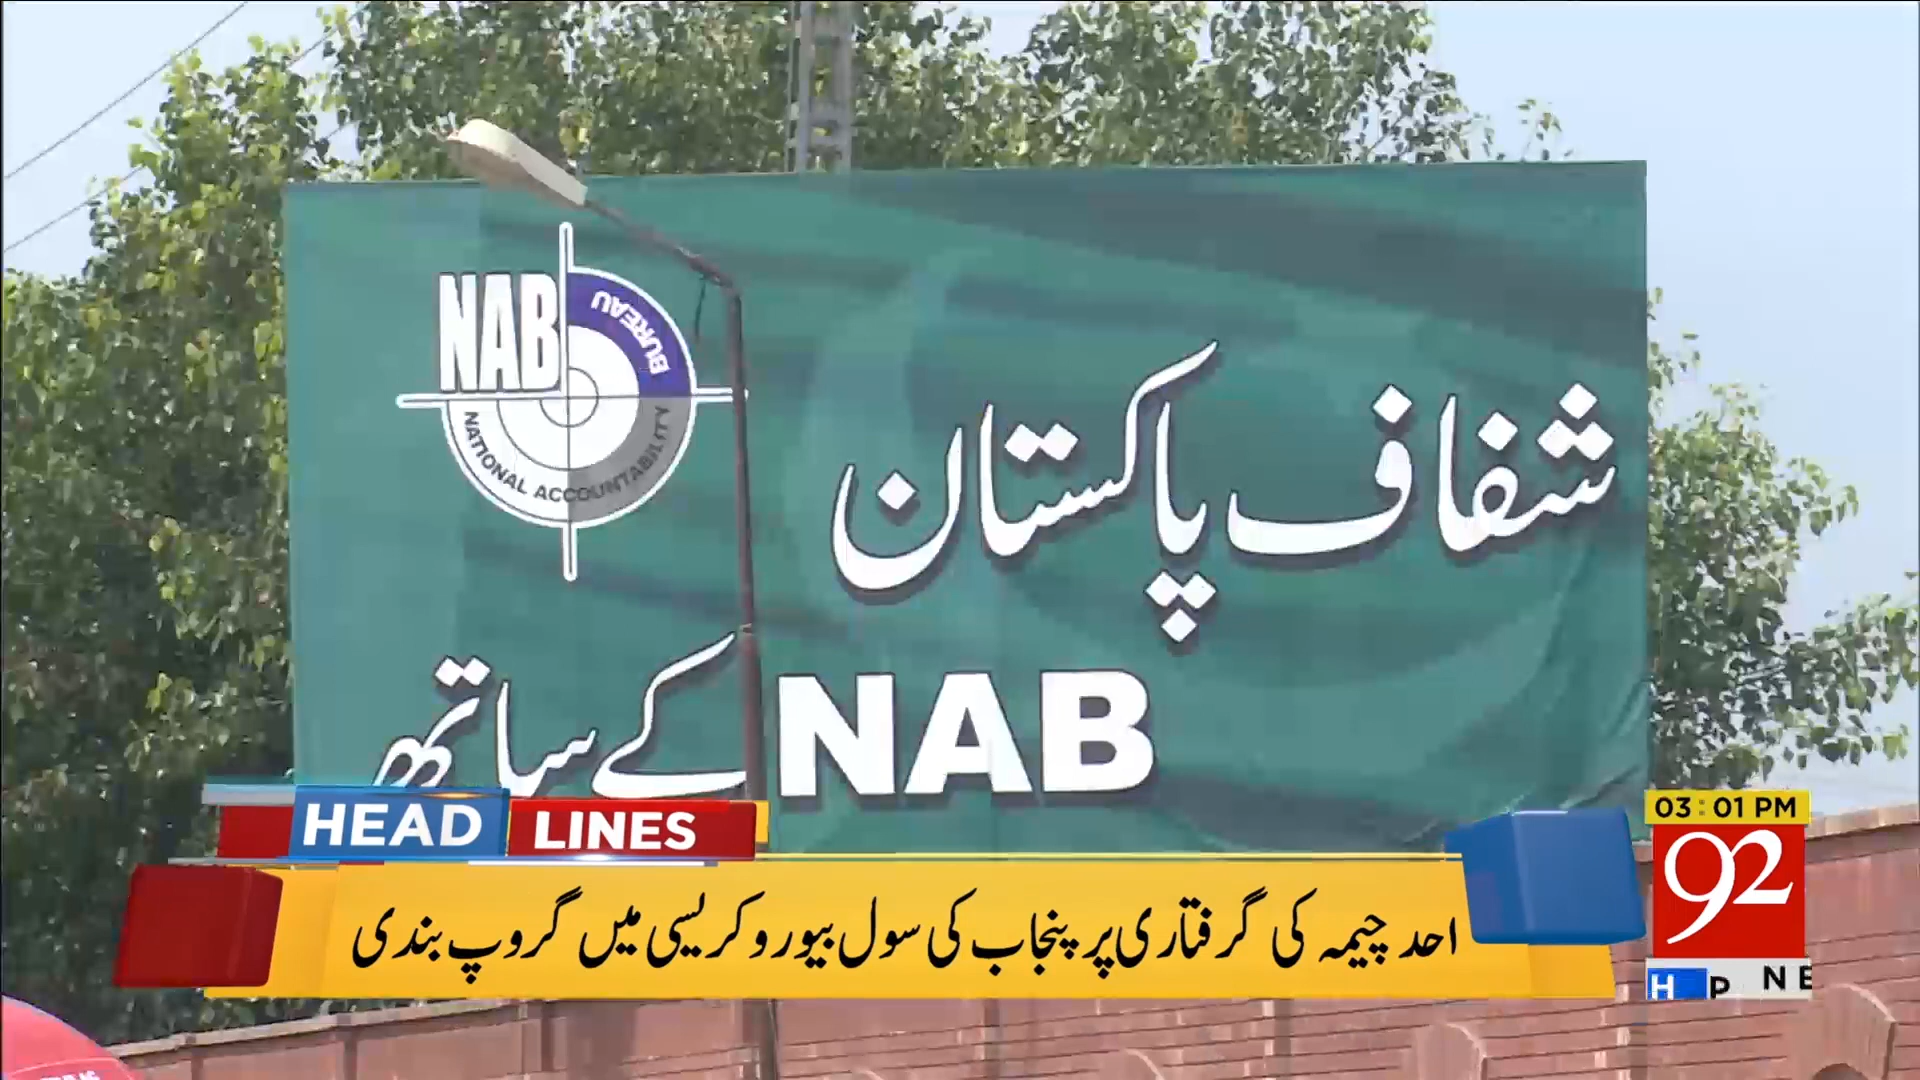 NAB
BUREAU
NATIONAL ACCOUNTABILITY
شفاف پاکستان
NAB کے ساتھ
HEAD LINES
احد چیمہ کی گرفتاری پر پنجاب کی سول بیوروکریسی میں گروپ بندی
03:01 PM
92
H P NE